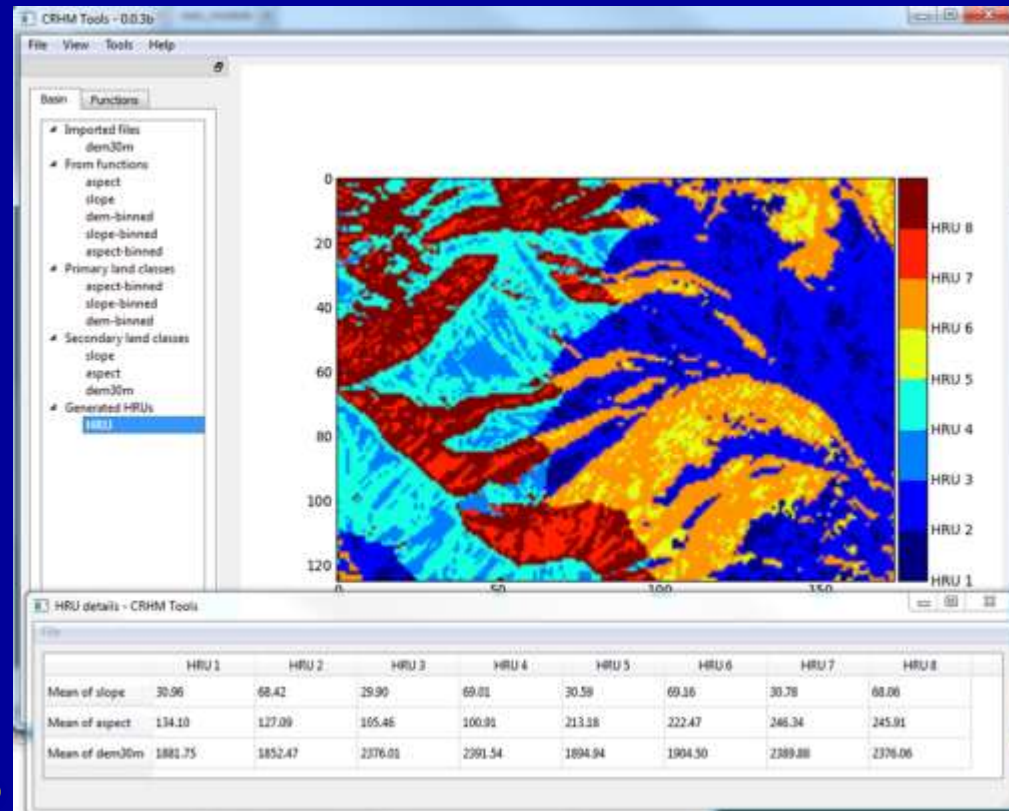 CRHM Tools - 0.0.3b
File View Tools Help
Basin Functions
Imported files
dem30m
From functions
aspect
slope
dem-binned
slope-binned
aspect-binned
Primary land classes
aspect-binned
slope-binned
dem-binned
Secondary land classes
slope
aspect
dem30m
Generated HRUs
HRU
0
20
40
60
80
100
120
0 50 100 150
HRU 8
HRU 7
HRU 6
HRU 5
HRU 4
HRU 3
HRU 2
HRU 1
HRU details - CRHM Tools
File
HRU 1 HRU 2 HRU 3 HRU 4 HRU 5 HRU 6 HRU 7 HRU 8
Mean of slope 30.96 68.42 29.90 69.01 30.59 69.16 30.78 68.06
Mean of aspect 134.10 127.09 105.46 100.91 213.18 222.47 246.34 245.91
Mean of dem30m 1881.75 1852.47 2376.01 2391.54 1894.94 1904.50 2389.88 2376.06